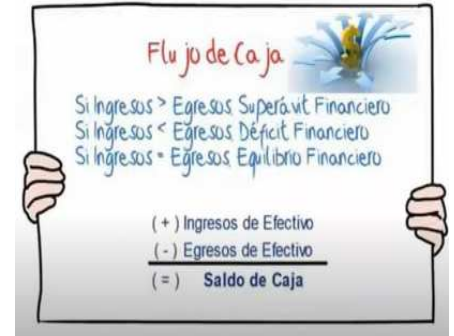 Flujo de Caja
Si Ingresos > Egresos Superávit Financiero
Si Ingresos < Egresos Déficit Financiero
Si Ingresos = Egresos Equilibrio Financiero
( + ) Ingresos de Efectivo
( - ) Egresos de Efectivo
( = ) Saldo de Caja